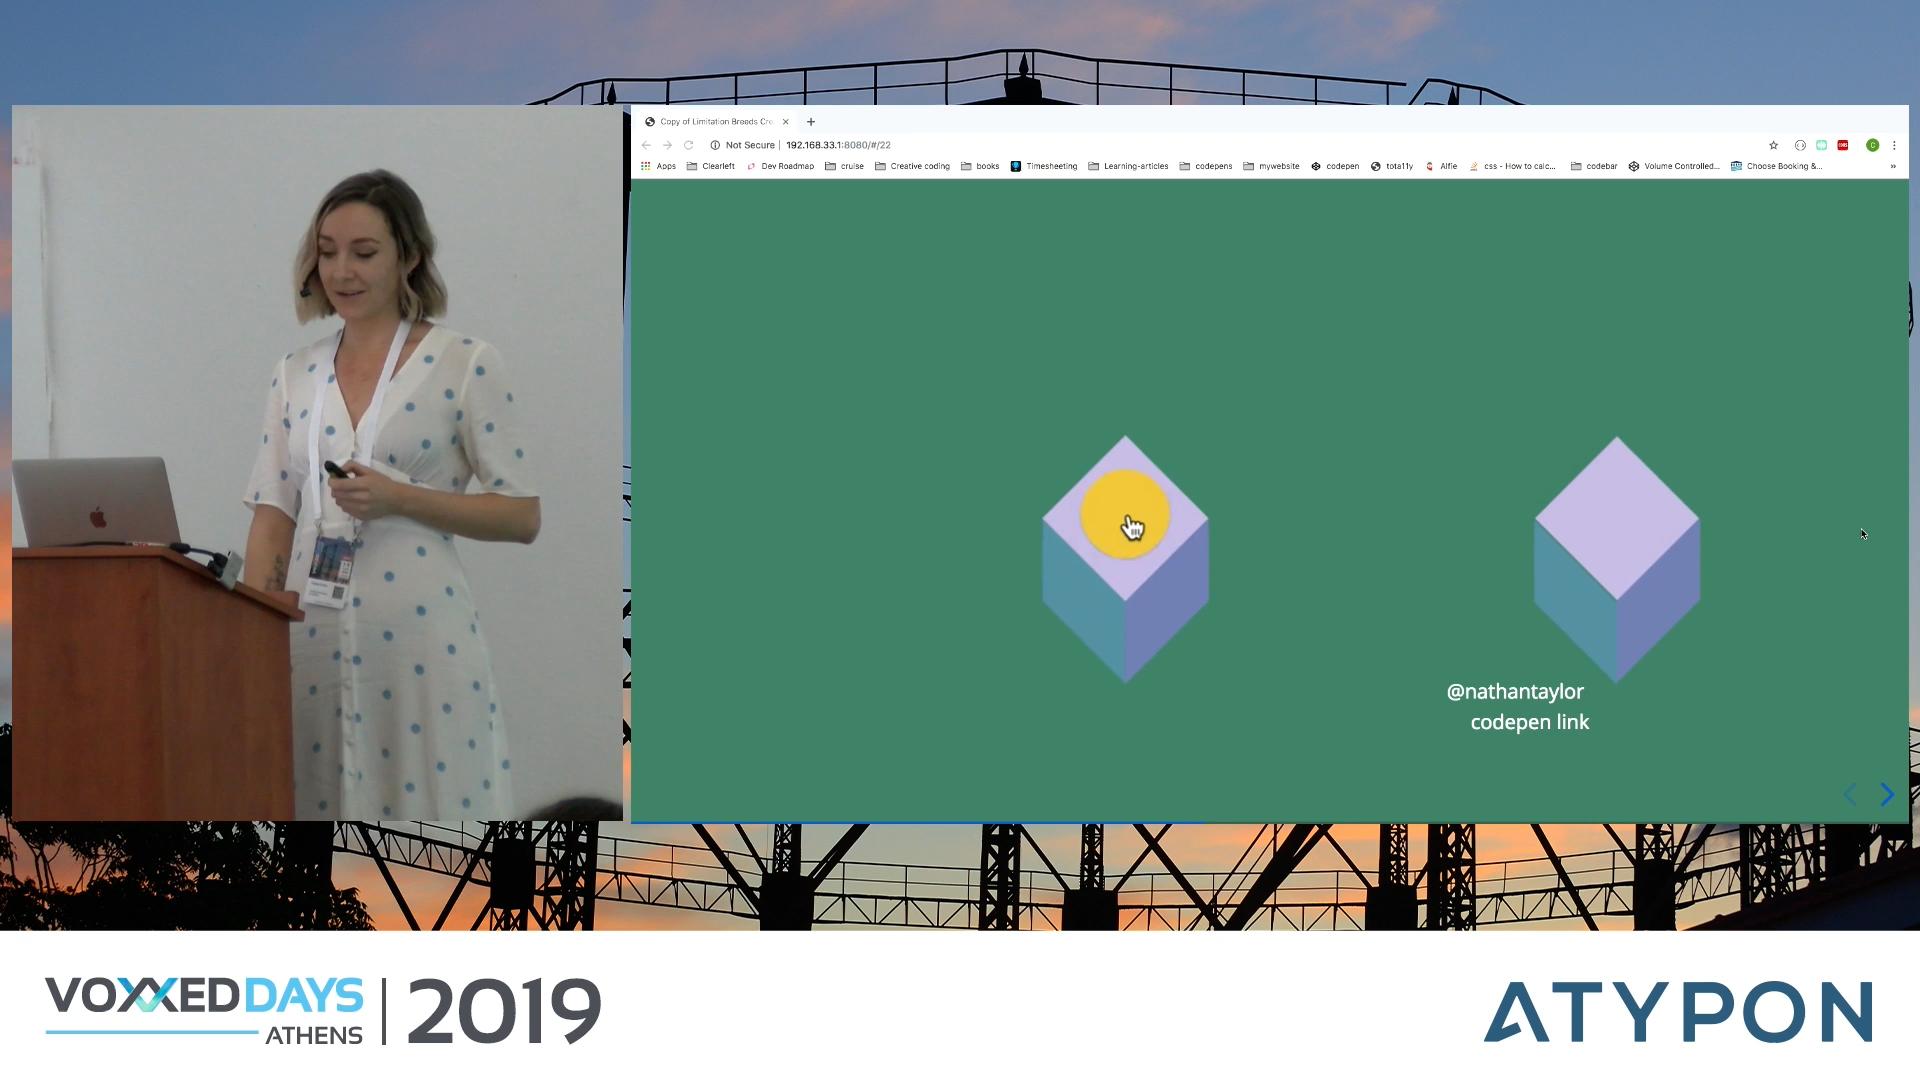 Copy of Limitation Breeds Cre
Not Secure | 192.168.33.1:8080/#/22
Apps Clearleft Dev Roadmap cruise Creative coding books Timesheeting Learning-articles codepens mywebsite codepen tota11y Alfie css - How to calc... codebar Volume Controlled... Choose Booking &... »
@nathantaylor
codepen link
VOXXEDDAYS
ATHENS
2019
ATYPON